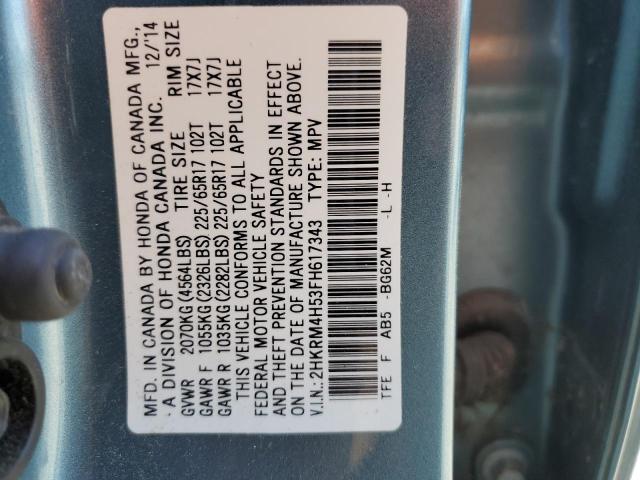 MFD. IN CANADA BY HONDA OF CANADA MFG.,
A DIVISION OF HONDA CANADA INC. 12/'14
GVWR 2070KG(4564LBS) TIRE SIZE RIM SIZE
GAWR F 1055KG(2326LBS) 225/65R17 102T 17X7J
GAWR R 1035KG(2282LBS) 225/65R17 102T 17X7J
THIS VEHICLE CONFORMS TO ALL APPLICABLE
FEDERAL MOTOR VEHICLE SAFETY
AND THEFT PREVENTION STANDARDS IN EFFECT
ON THE DATE OF MANUFACTURE SHOWN ABOVE.
V.I.N.:2HKRM4H53FH617343 TYPE: MPV
TFE F AB5 -BG62M -L -H